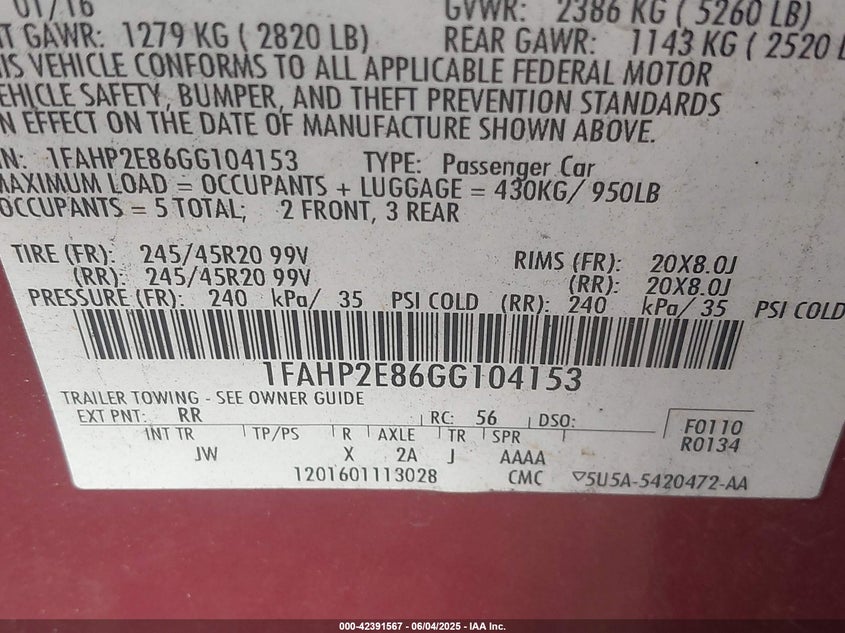 01/16 GVWR: 2386 KG ( 5260 LB)
T GAWR: 1279 KG ( 2820 LB) REAR GAWR: 1143 KG ( 2520 L
IS VEHICLE CONFORMS TO ALL APPLICABLE FEDERAL MOTOR
EHICLE SAFETY, BUMPER, AND THEFT PREVENTION STANDARDS
N EFFECT ON THE DATE OF MANUFACTURE SHOWN ABOVE.
N: 1FAHP2E86GG104153 TYPE: Passenger Car
MAXIMUM LOAD = OCCUPANTS + LUGGAGE = 430KG/ 950LB
OCCUPANTS = 5 TOTAL; 2 FRONT, 3 REAR
TIRE (FR): 245/45R20 99V RIMS (FR): 20X8.0J
(RR): 245/45R20 99V (RR): 20X8.0J
PRESSURE (FR): 240 kPa/ 35 PSI COLD (RR): 240 kPa/ 35 PSI COLD
1FAHP2E86GG104153
TRAILER TOWING - SEE OWNER GUIDE
EXT PNT: RR RC: 56 DSO: F0110
INT TR TP/PS R AXLE TR SPR R0134
JW X 2A J AAAA
1201601113028 CMC ▽5U5A-5420472-AA
000-42391567 - 06/04/2025 - IAA Inc.